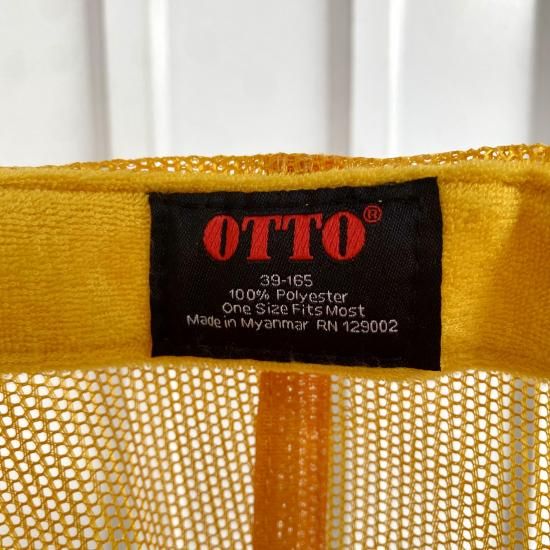 OTTO®
39-165
100% Polyester
One Size Fits Most
Made in Myanmar RN 129002